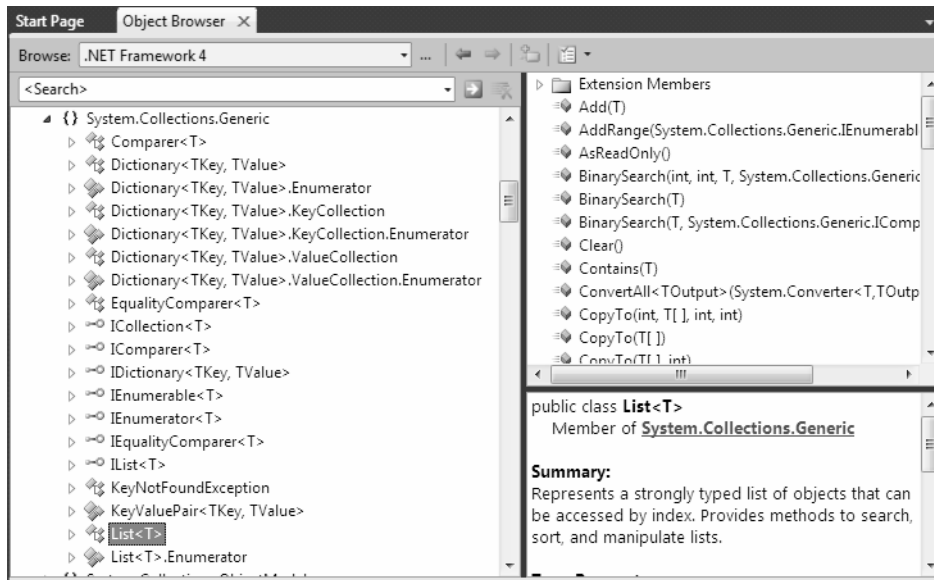 Start Page
Object Browser
Browse: .NET Framework 4
...
<Search>
{} System.Collections.Generic
Comparer<T>
Dictionary<TKey, TValue>
Dictionary<TKey, TValue>.Enumerator
Dictionary<TKey, TValue>.KeyCollection
Dictionary<TKey, TValue>.KeyCollection.Enumerator
Dictionary<TKey, TValue>.ValueCollection
Dictionary<TKey, TValue>.ValueCollection.Enumerator
EqualityComparer<T>
ICollection<T>
IComparer<T>
IDictionary<TKey, TValue>
IEnumerable<T>
IEnumerator<T>
IEqualityComparer<T>
IList<T>
KeyNotFoundException
KeyValuePair<TKey, TValue>
List<T>
List<T>.Enumerator
Extension Members
Add(T)
AddRange(System.Collections.Generic.IEnumerabl
AsReadOnly()
BinarySearch(int, int, T, System.Collections.Generic
BinarySearch(T)
BinarySearch(T, System.Collections.Generic.IComp
Clear()
Contains(T)
ConvertAll<TOutput>(System.Converter<T,TOutp
CopyTo(int, T[ ], int, int)
CopyTo(T[ ])
CopyTo(T[ ], int)
public class List<T>
Member of System.Collections.Generic
Summary:
Represents a strongly typed list of objects that can
be accessed by index. Provides methods to search,
sort, and manipulate lists.